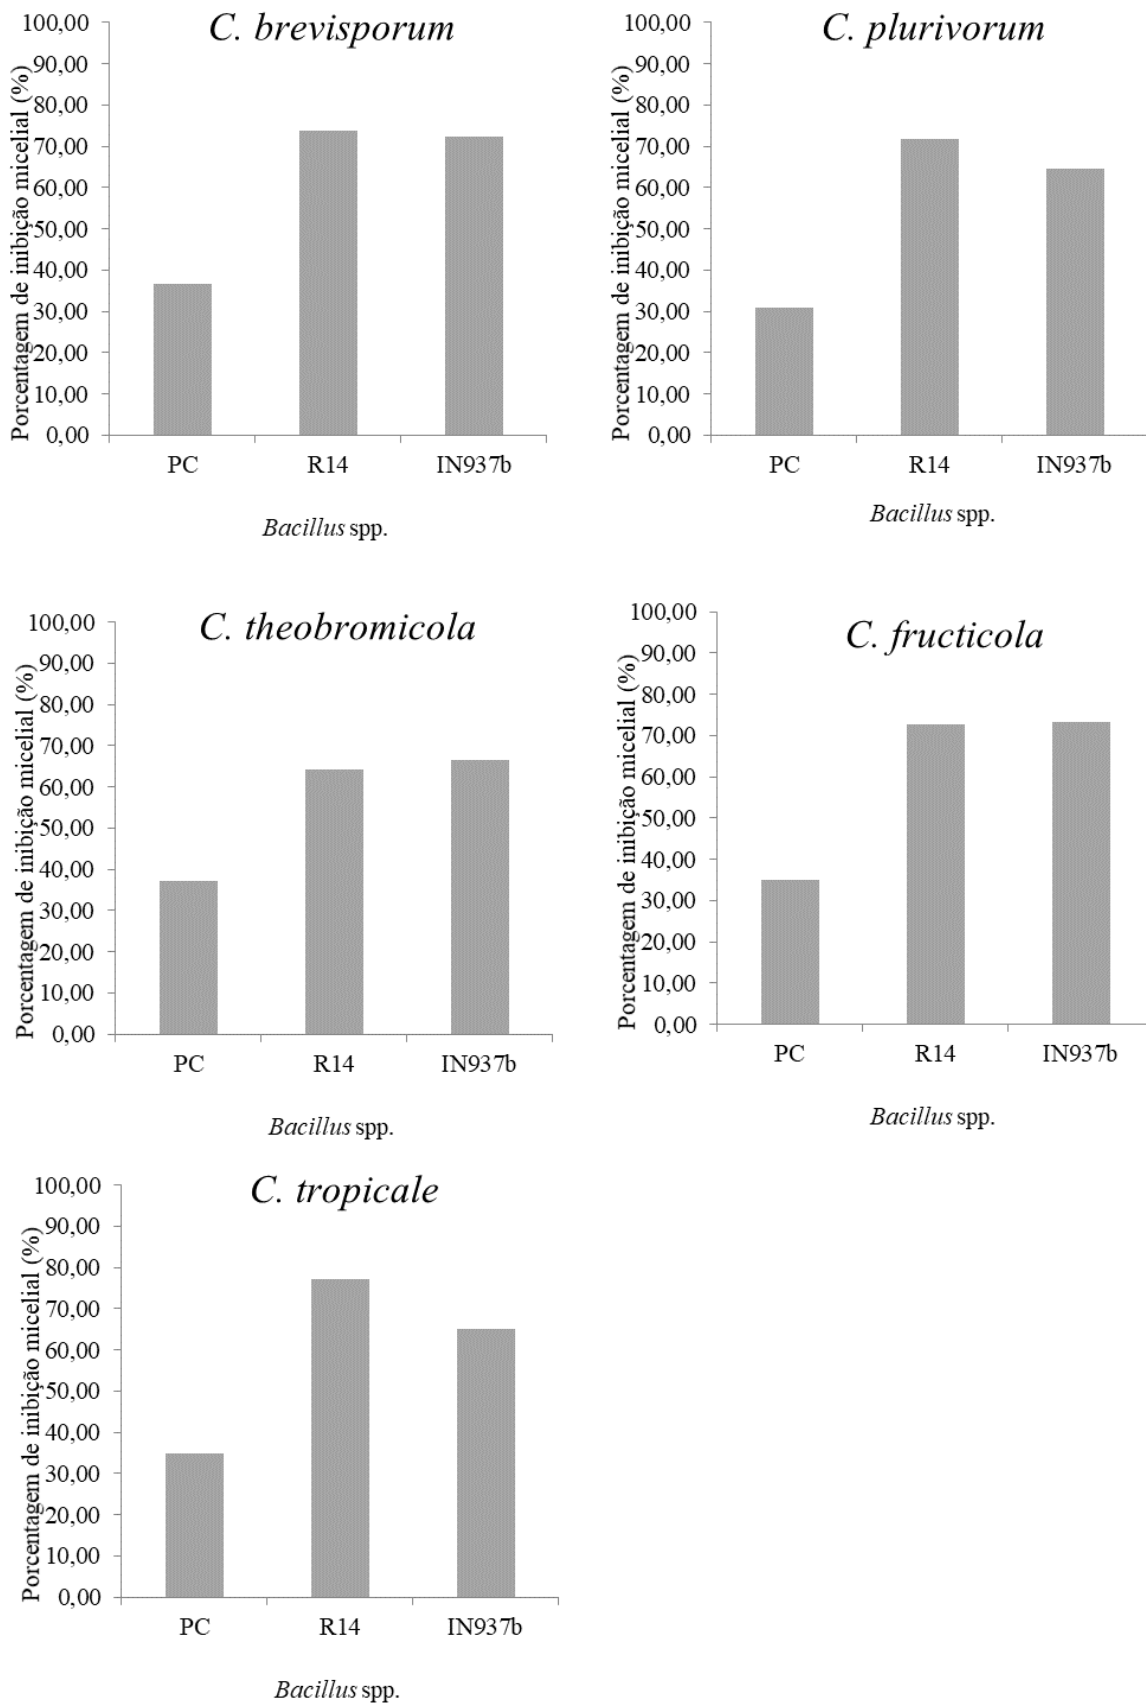 C. brevisporum
Porcentagem de inibição micelial (%)
100,00
90,00
80,00
70,00
60,00
50,00
40,00
30,00
20,00
10,00
0,00
PC R14 IN937b
Bacillus spp.
C. plurivorum
Porcentagem de inibição micelial (%)
100,00
90,00
80,00
70,00
60,00
50,00
40,00
30,00
20,00
10,00
0,00
PC R14 IN937b
Bacillus spp.
C. theobromicola
Porcentagem de inibição micelial (%)
100,00
90,00
80,00
70,00
60,00
50,00
40,00
30,00
20,00
10,00
0,00
PC R14 IN937b
Bacillus spp.
C. fructicola
Porcentagem de inibição micelial (%)
100,00
90,00
80,00
70,00
60,00
50,00
40,00
30,00
20,00
10,00
0,00
PC R14 IN937b
Bacillus spp.
C. tropicale
Porcentagem de inibição micelial (%)
100,00
90,00
80,00
70,00
60,00
50,00
40,00
30,00
20,00
10,00
0,00
PC R14 IN937b
Bacillus spp.